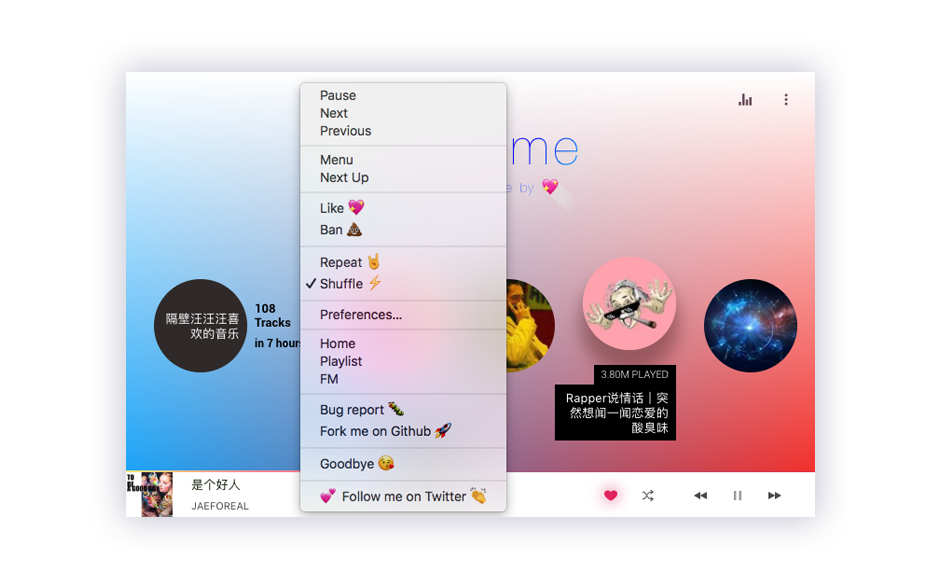 Pause
Next
Previous
Menu
Next Up
Like 💖
Ban 💩
Repeat 🤘
✓ Shuffle ⚡
Preferences...
Home
Playlist
FM
Bug report 🐛
Fork me on Github 🚀
Goodbye 😘
💕 Follow me on Twitter 👏
me
e by 💖
隔壁汪汪汪喜
欢的音乐
108
Tracks
in 7 hours
3.80M PLAYED
Rapper说情话｜突
然想闻一闻恋爱的
酸臭味
是个好人
JAEFOREAL